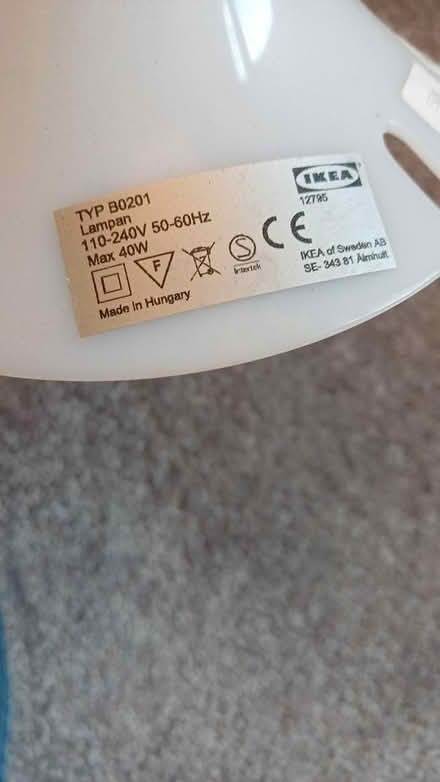 TYP B0201
Lampan
110-240V 50-60Hz
Max 40W
F
S
Intertek
CE
Made in Hungary
IKEA
12795
IKEA of Sweden AB
SE- 343 81 Älmhult